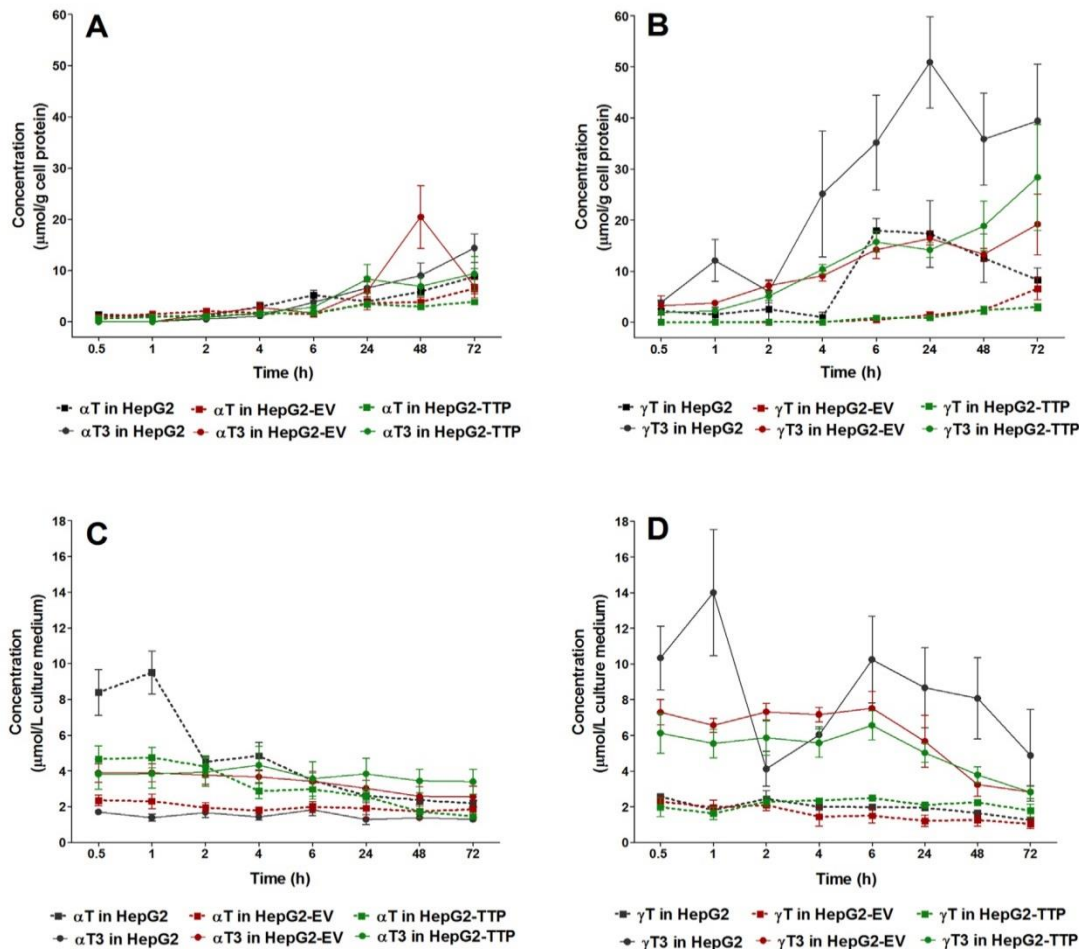 A
Concentration
(μmol/g cell protein)
60
50
40
30
20
10
0
0.5 1 2 4 6 24 48 72
Time (h)
αT in HepG2 αT in HepG2-EV αT in HepG2-TTP
αT3 in HepG2 αT3 in HepG2-EV αT3 in HepG2-TTP
B
Concentration
(μmol/g cell protein)
60
50
40
30
20
10
0
0.5 1 2 4 6 24 48 72
Time (h)
γT in HepG2 γT in HepG2-EV γT in HepG2-TTP
γT3 in HepG2 γT3 in HepG2-EV γT3 in HepG2-TTP
C
Concentration
(μmol/L culture medium)
18
16
14
12
10
8
6
4
2
0
0.5 1 2 4 6 24 48 72
Time (h)
αT in HepG2 αT in HepG2-EV αT in HepG2-TTP
αT3 in HepG2 αT3 in HepG2-EV αT3 in HepG2-TTP
D
Concentration
(μmol/L culture medium)
18
16
14
12
10
8
6
4
2
0
0.5 1 2 4 6 24 48 72
Time (h)
γT in HepG2 γT in HepG2-EV γT in HepG2-TTP
γT3 in HepG2 γT3 in HepG2-EV γT3 in HepG2-TTP